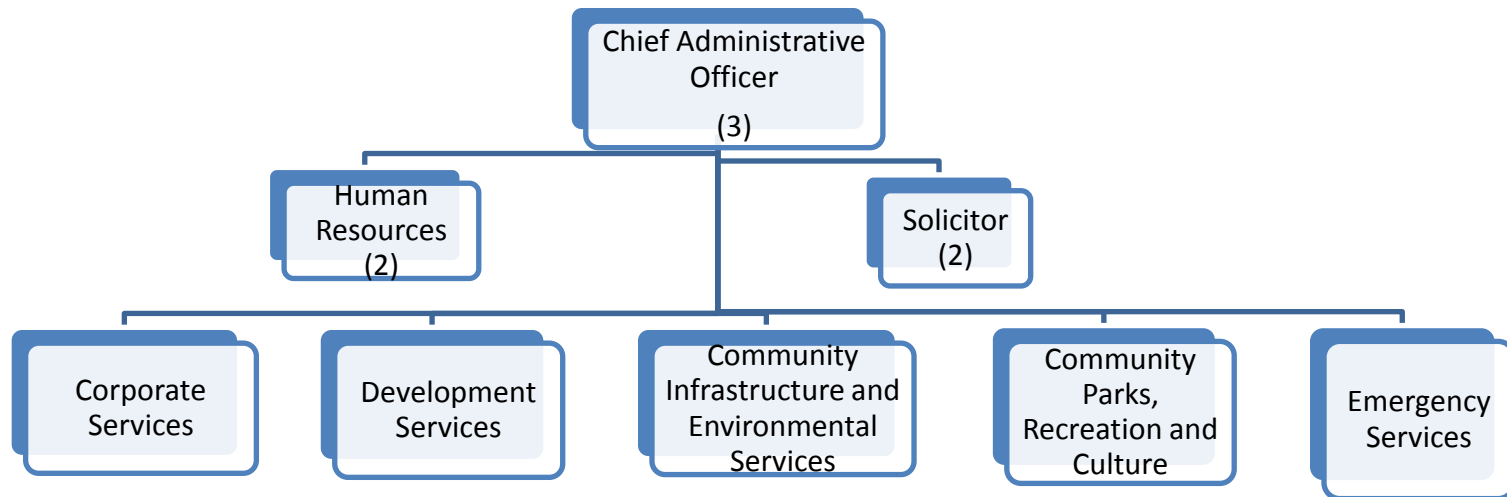 Chief Administrative
Officer
(3)
Human
Resources
(2)
Solicitor
(2)
Corporate
Services
Development
Services
Community
Infrastructure and
Environmental
Services
Community
Parks,
Recreation and
Culture
Emergency
Services